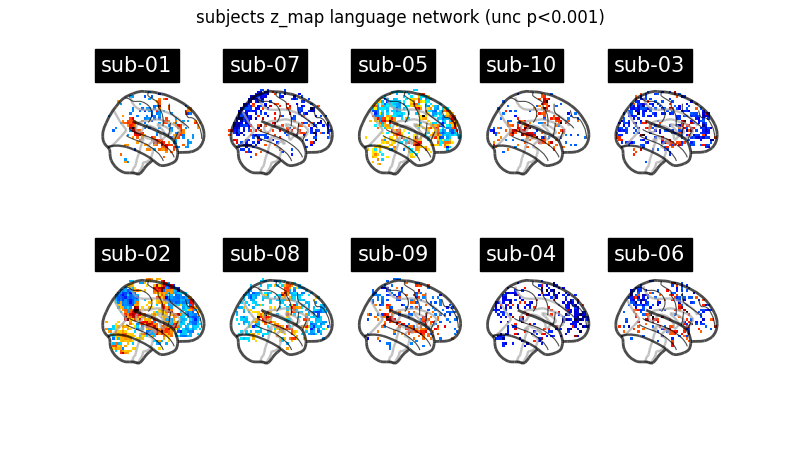 subjects z_map language network (unc p<0.001)
sub-01 sub-07 sub-05 sub-10 sub-03
sub-02 sub-08 sub-09 sub-04 sub-06